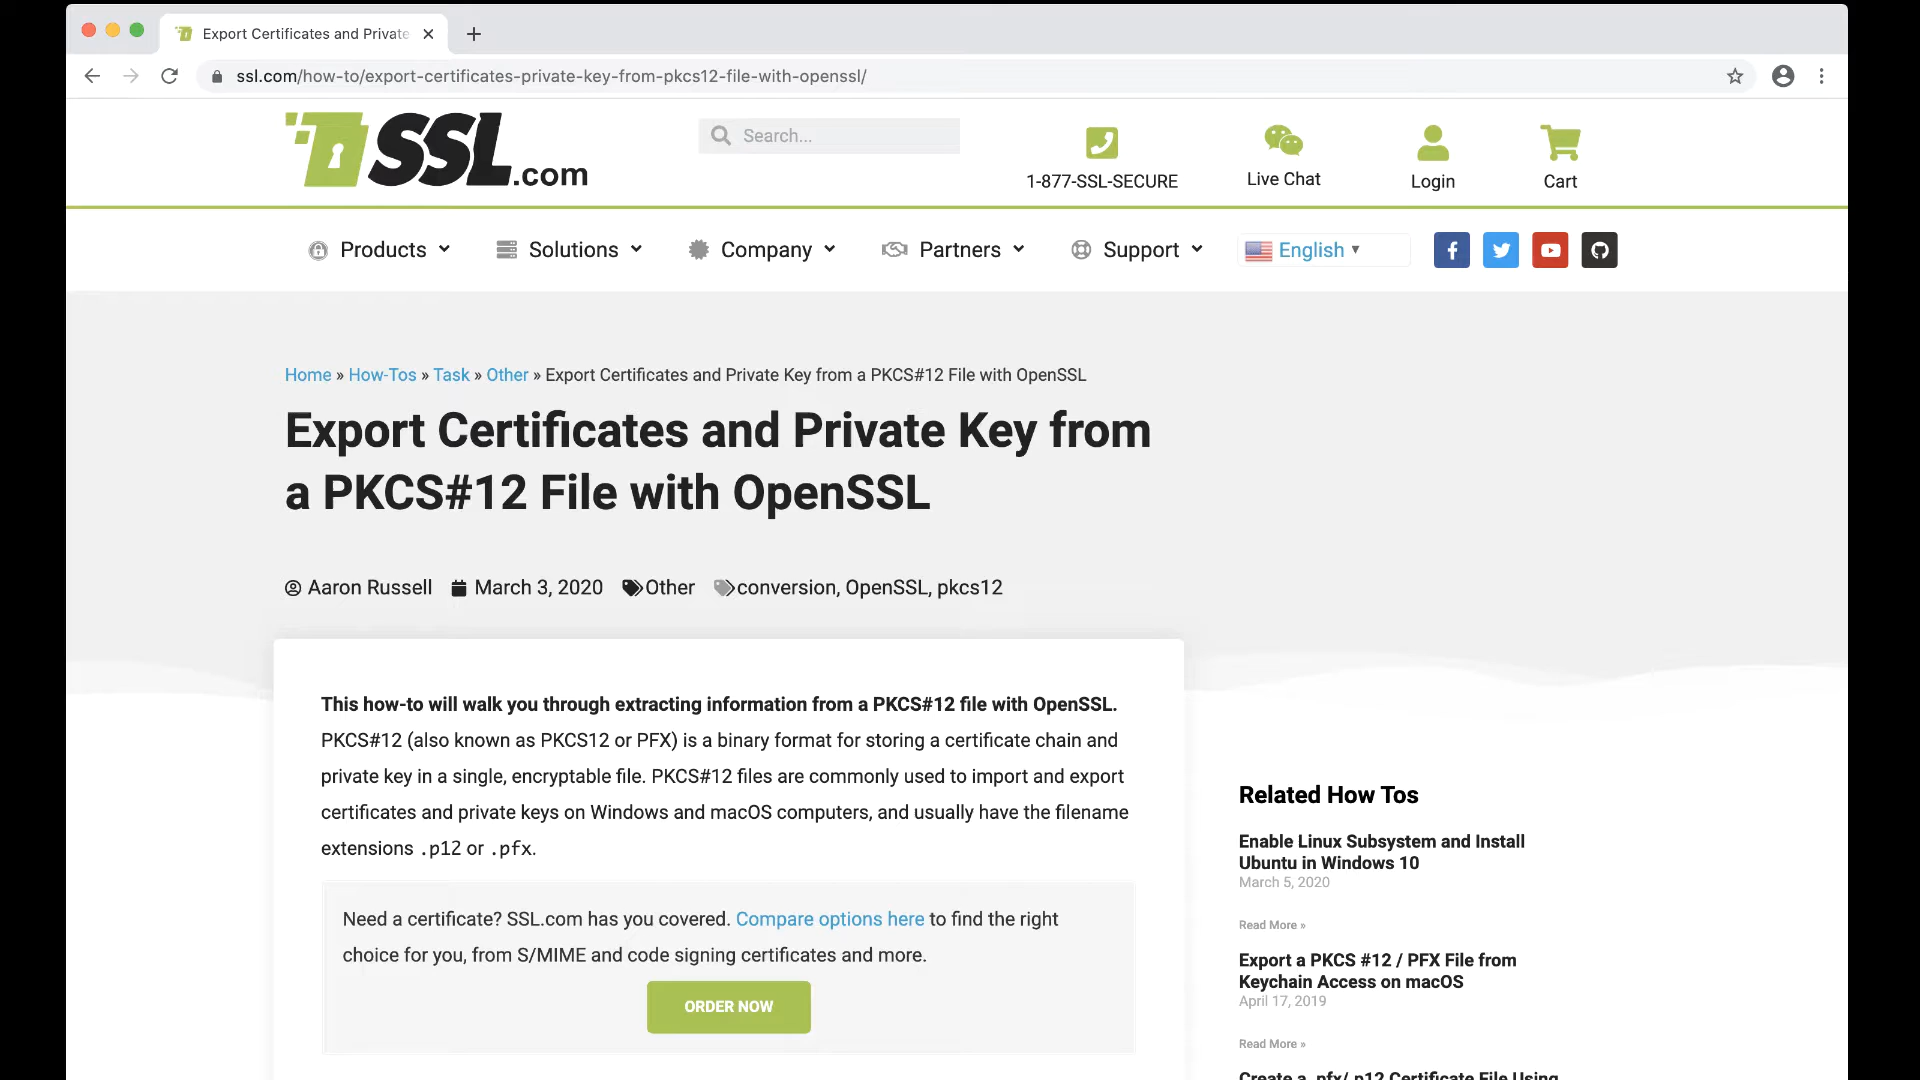 Export Certificates and Private
ssl.com/how-to/export-certificates-private-key-from-pkcs12-file-with-openssl/
SSL.com
Search...
1-877-SSL-SECURE
Live Chat
Login
Cart
Products
Solutions
Company
Partners
Support
English
Home » How-Tos » Task » Other » Export Certificates and Private Key from a PKCS#12 File with OpenSSL
Export Certificates and Private Key from
a PKCS#12 File with OpenSSL
Aaron Russell March 3, 2020 Other conversion, OpenSSL, pkcs12
This how-to will walk you through extracting information from a PKCS#12 file with OpenSSL.
PKCS#12 (also known as PKCS12 or PFX) is a binary format for storing a certificate chain and
private key in a single, encryptable file. PKCS#12 files are commonly used to import and export
certificates and private keys on Windows and macOS computers, and usually have the filename
extensions .p12 or .pfx.
Need a certificate? SSL.com has you covered. Compare options here to find the right
choice for you, from S/MIME and code signing certificates and more.
ORDER NOW
Related How Tos
Enable Linux Subsystem and Install
Ubuntu in Windows 10
March 5, 2020
Read More »
Export a PKCS #12 / PFX File from
Keychain Access on macOS
April 17, 2019
Read More »
Create a .pfx/.p12 Certificate File Using